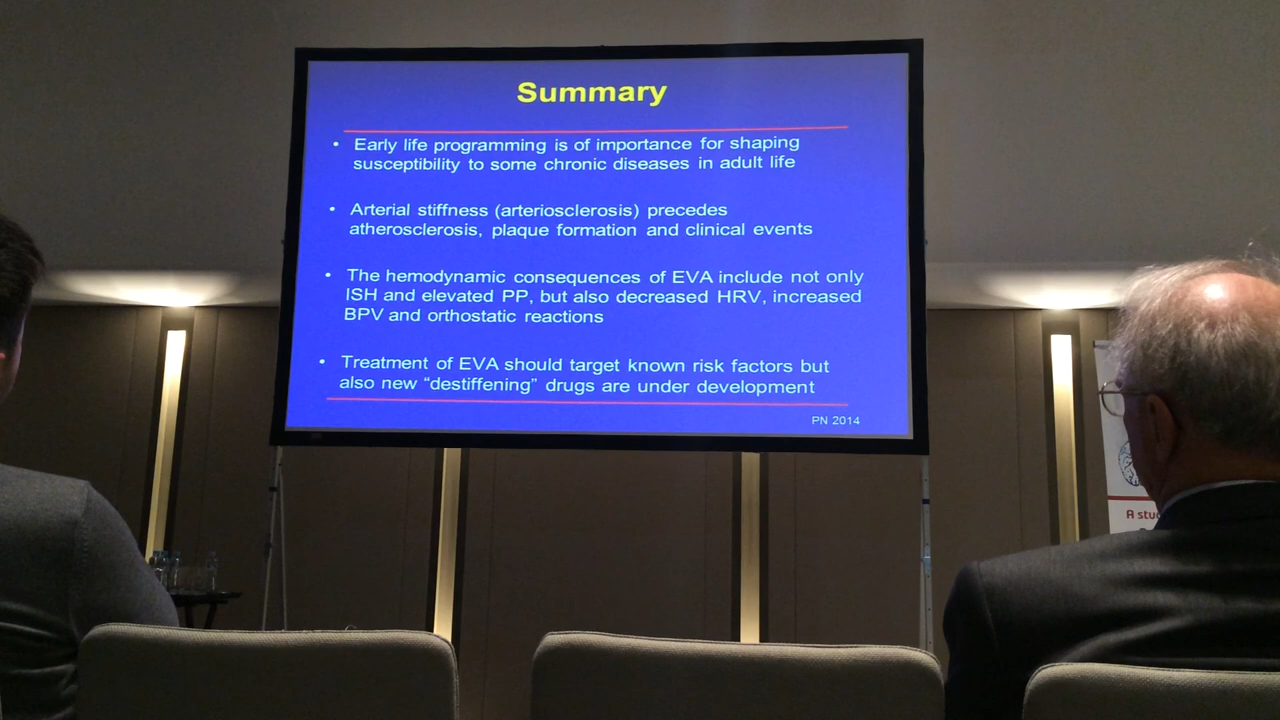 Summary
• Early life programming is of importance for shaping
susceptibility to some chronic diseases in adult life
• Arterial stiffness (arteriosclerosis) precedes
atherosclerosis, plaque formation and clinical events
• The hemodynamic consequences of EVA include not only
ISH and elevated PP, but also decreased HRV, increased
BPV and orthostatic reactions
• Treatment of EVA should target known risk factors but
also new “destiffening” drugs are under development
PN 2014
A stu